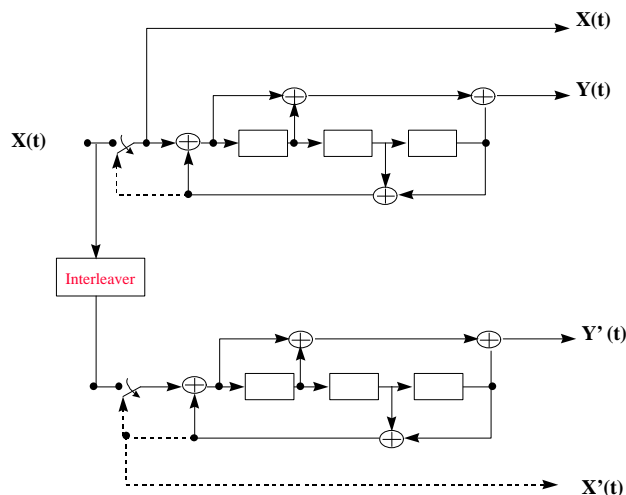 X(t)
Y(t)
X(t)
Interleaver
Y' (t)
X'(t)